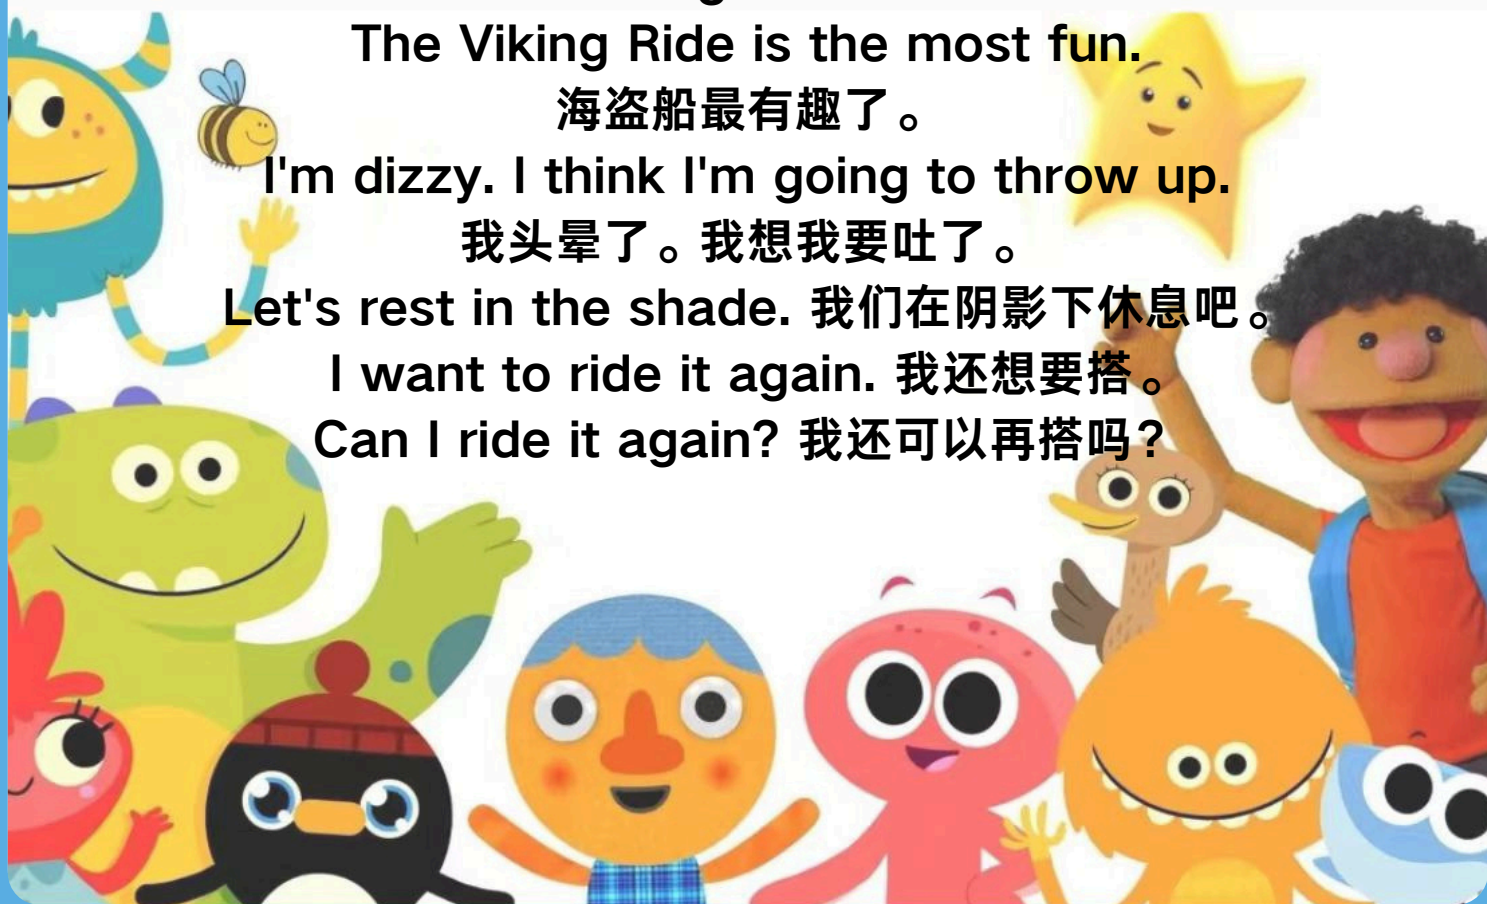 The Viking Ride is the most fun.
海盗船最有趣了。
I'm dizzy. I think I'm going to throw up.
我头晕了。我想我要吐了。
Let's rest in the shade. 我们在阴影下休息吧。
I want to ride it again. 我还想要搭。
Can I ride it again? 我还可以再搭吗？